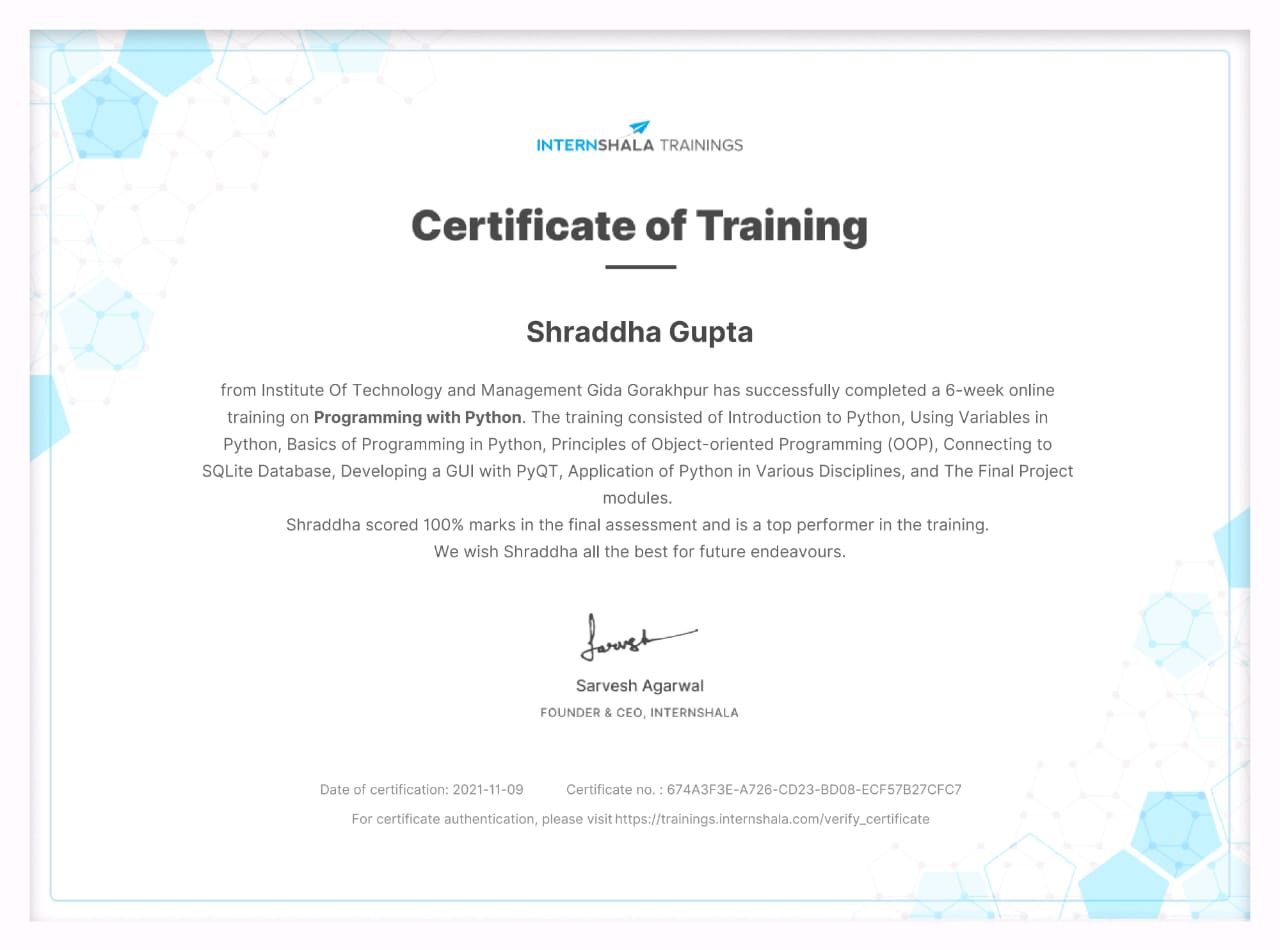 INTERNSHALA TRAININGS
Certificate of Training
Shraddha Gupta
from Institute Of Technology and Management Gida Gorakhpur has successfully completed a 6-week online
training on Programming with Python. The training consisted of Introduction to Python, Using Variables in
Python, Basics of Programming in Python, Principles of Object-oriented Programming (OOP), Connecting to
SQLite Database, Developing a GUI with PyQT, Application of Python in Various Disciplines, and The Final Project
modules.
Shraddha scored 100% marks in the final assessment and is a top performer in the training.
We wish Shraddha all the best for future endeavours.
Sarvesh
Sarvesh Agarwal
FOUNDER & CEO, INTERNSHALA
Date of certification: 2021-11-09 Certificate no. : 674A3F3E-A726-CD23-BD08-ECF57B27CFC7
For certificate authentication, please visit https://trainings.internshala.com/verify_certificate